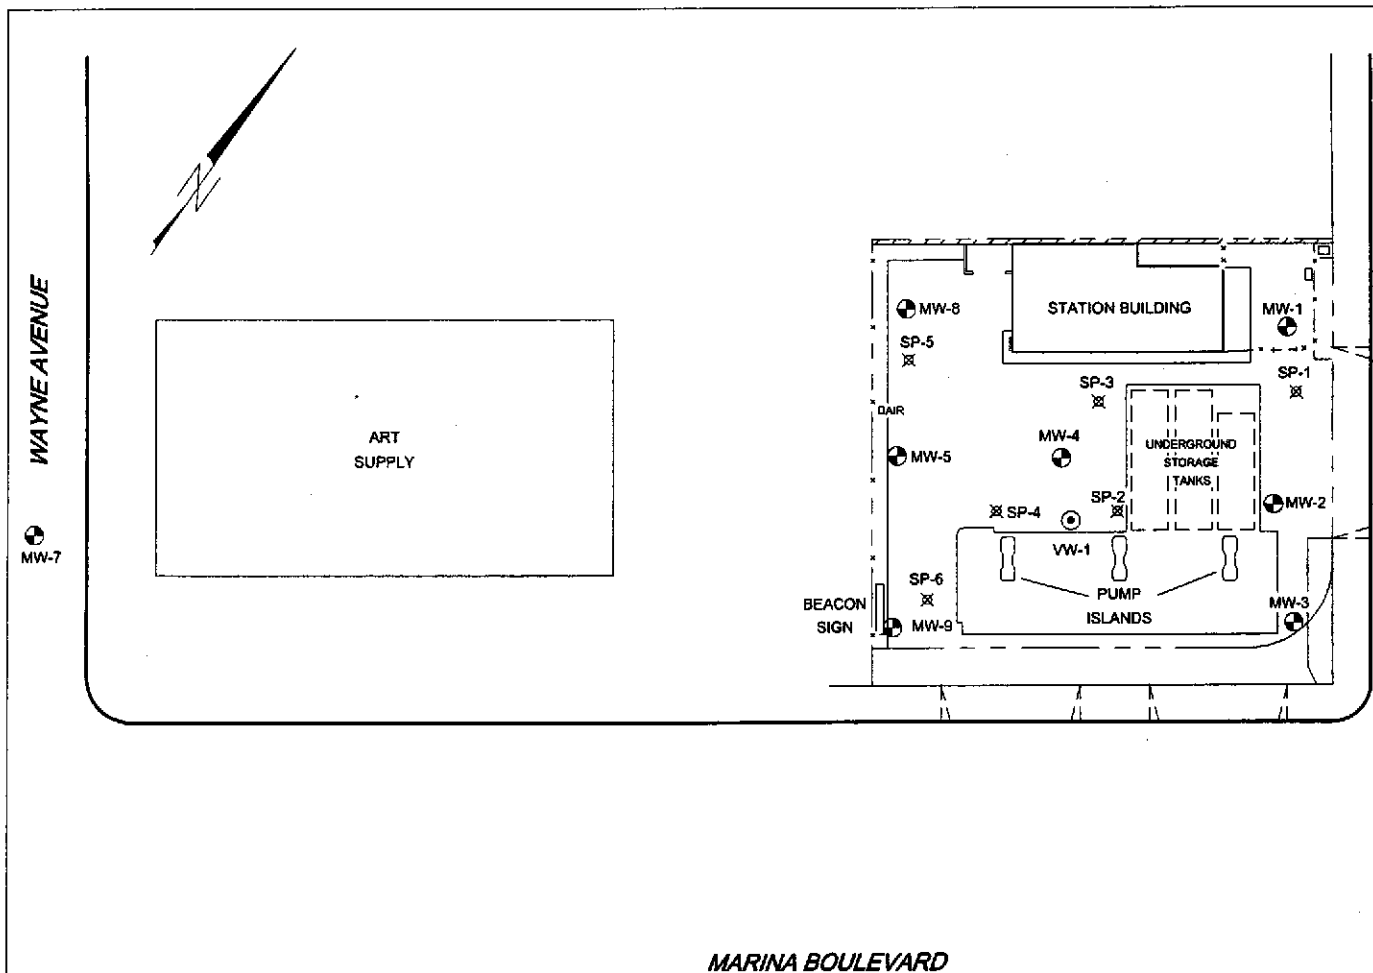 N
WAYNE AVENUE
MW-7
ART
SUPPLY
MW-8
SP-5
STATION BUILDING
MW-1
SP-1
SP-3
AIR
MW-4
MW-5
UNDERGROUND
STORAGE
TANKS
MW-2
SP-4
SP-2
VW-1
SP-6
BEACON
SIGN
MW-9
PUMP
ISLANDS
MW-3
MARINA BOULEVARD